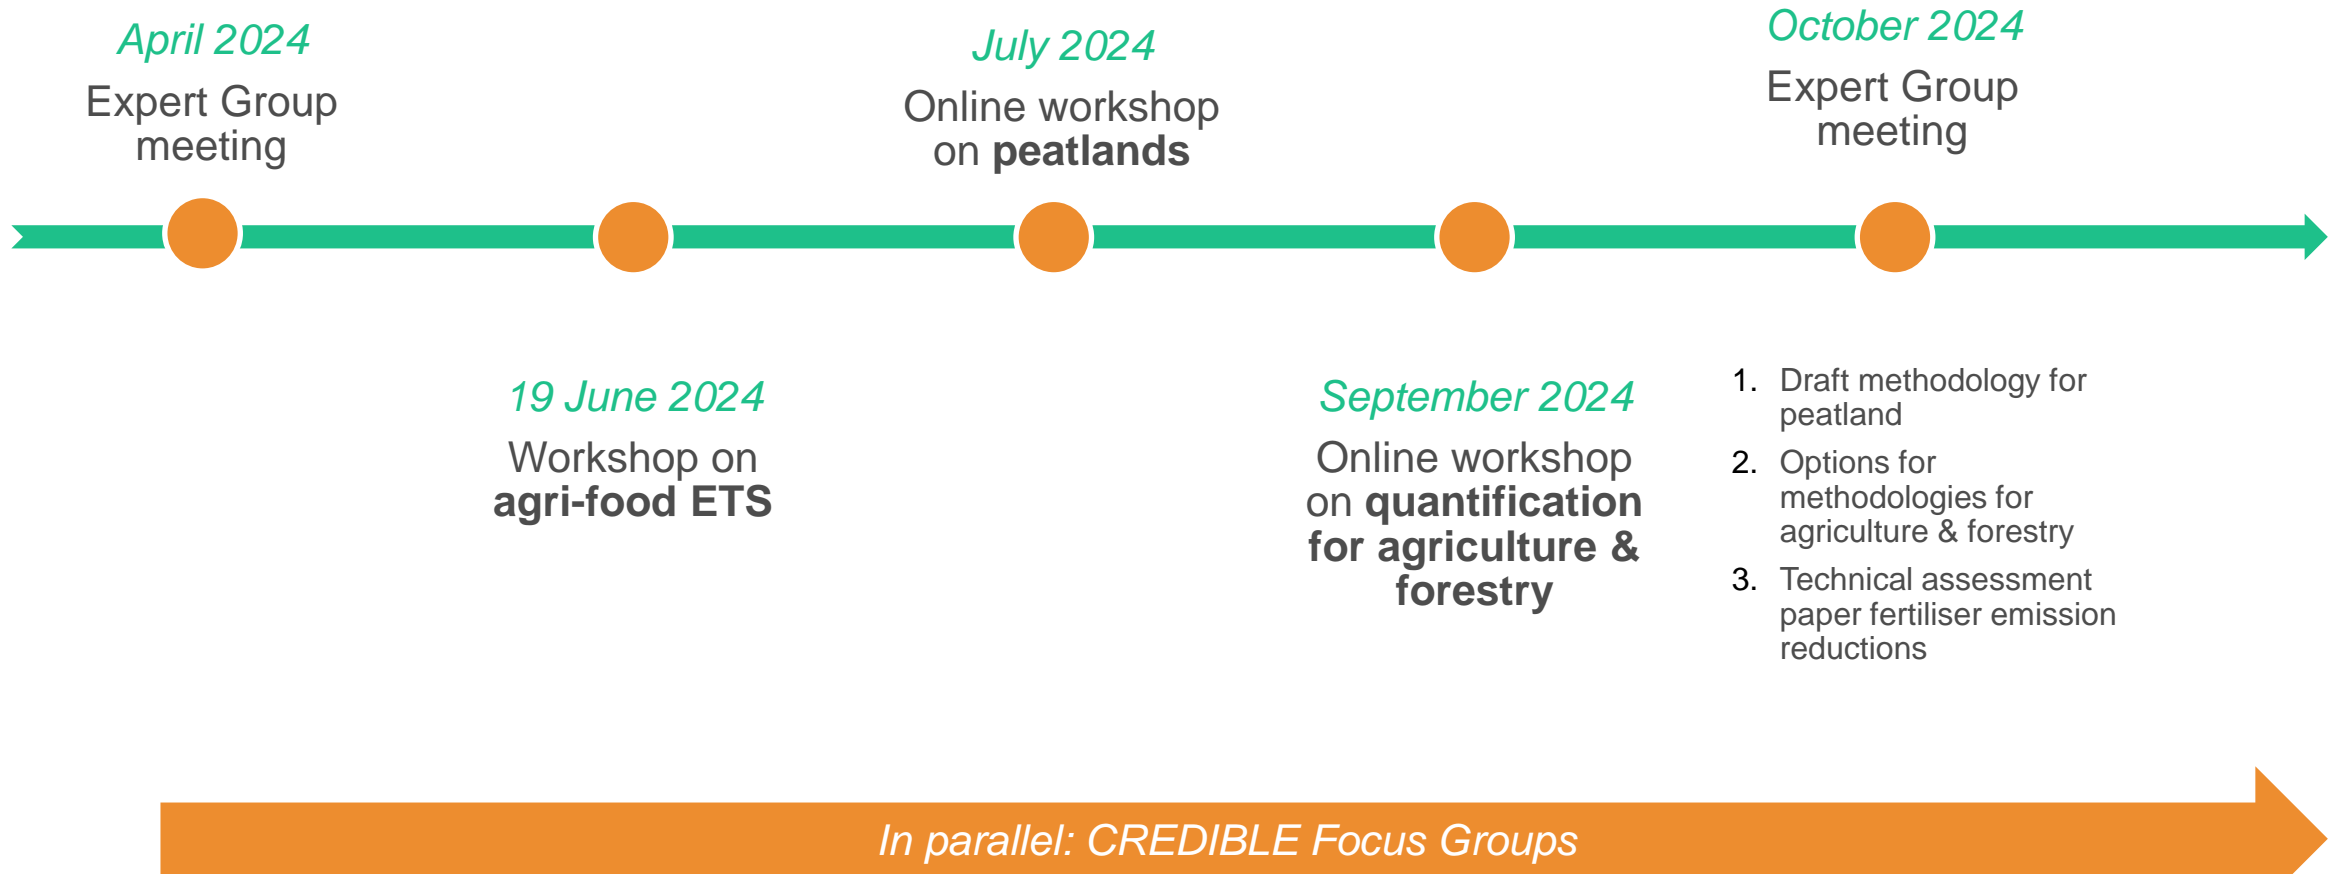 April 2024
Expert Group
meeting
19 June 2024
Workshop on
agri-food ETS
July 2024
Online workshop
on peatlands
September 2024
Online workshop
on quantification
for agriculture &
forestry
October 2024
Expert Group
meeting
1. Draft methodology for
peatland
2. Options for
methodologies for
agriculture & forestry
3. Technical assessment
paper fertiliser emission
reductions
In parallel: CREDIBLE Focus Groups